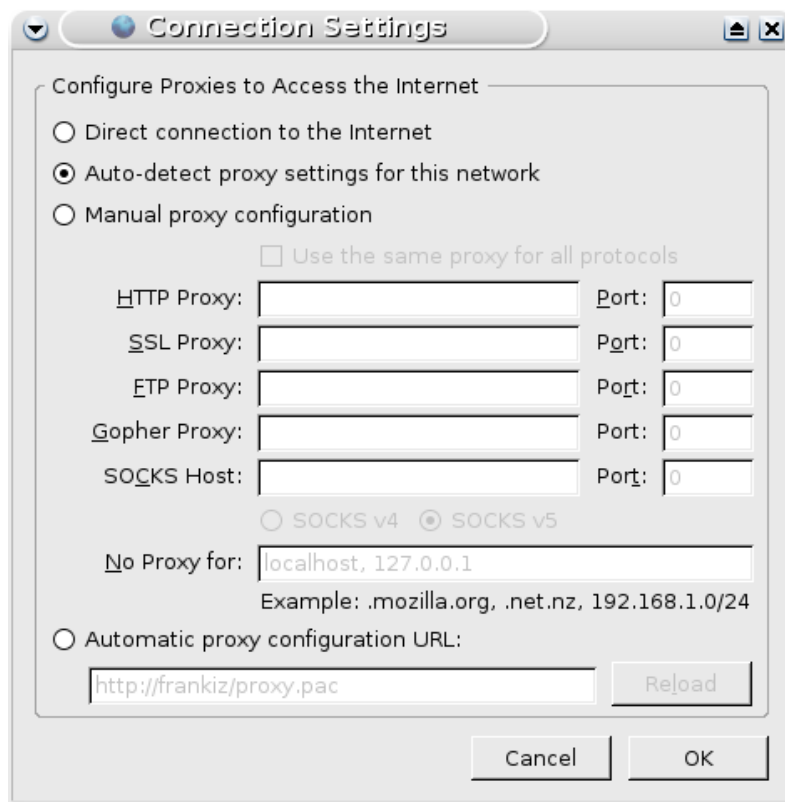 Connection Settings
Configure Proxies to Access the Internet
Direct connection to the Internet
Auto-detect proxy settings for this network
Manual proxy configuration
Use the same proxy for all protocols
HTTP Proxy: Port: 0
SSL Proxy: Port: 0
FTP Proxy: Port: 0
Gopher Proxy: Port: 0
SOCKS Host: Port: 0
SOCKS v4 SOCKS v5
No Proxy for: localhost, 127.0.0.1
Example: .mozilla.org, .net.nz, 192.168.1.0/24
Automatic proxy configuration URL:
http://frankiz/proxy.pac Reload
Cancel OK